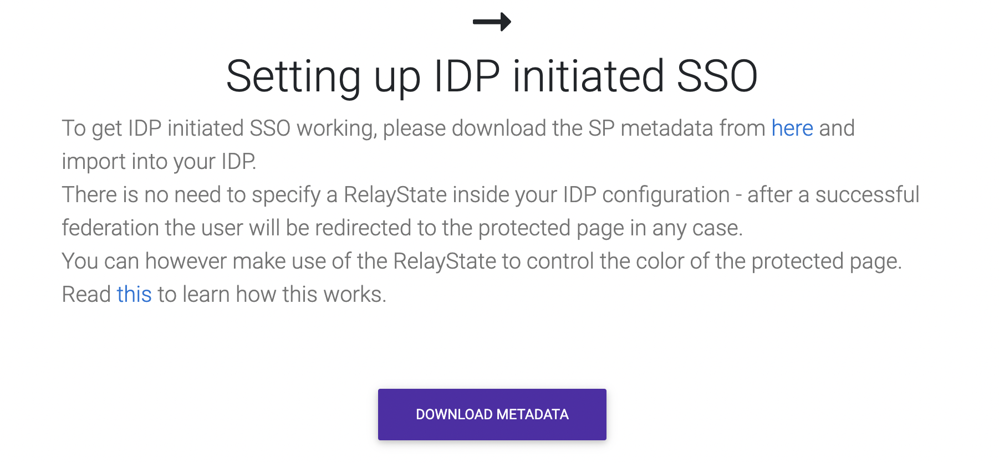 Setting up IDP initiated SSO
To get IDP initiated SSO working, please download the SP metadata from here and
import into your IDP.
There is no need to specify a RelayState inside your IDP configuration - after a successful
federation the user will be redirected to the protected page in any case.
You can however make use of the RelayState to control the color of the protected page.
Read this to learn how this works.
DOWNLOAD METADATA